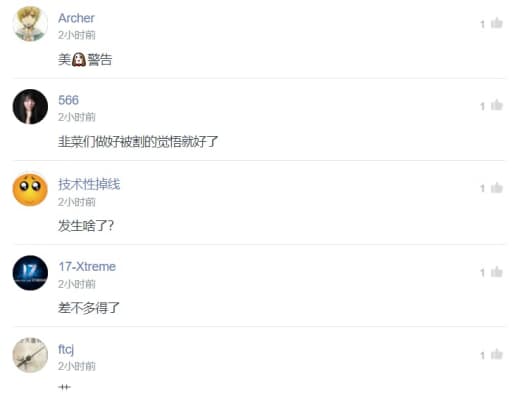 Archer
1
2小时前
美🐶警告
566
1
2小时前
韭菜们做好被割的觉悟就好了
技术性掉线
1
2小时前
发生啥了？
17-Xtreme
1
2小时前
差不多得了
ftcj
1
2小时前